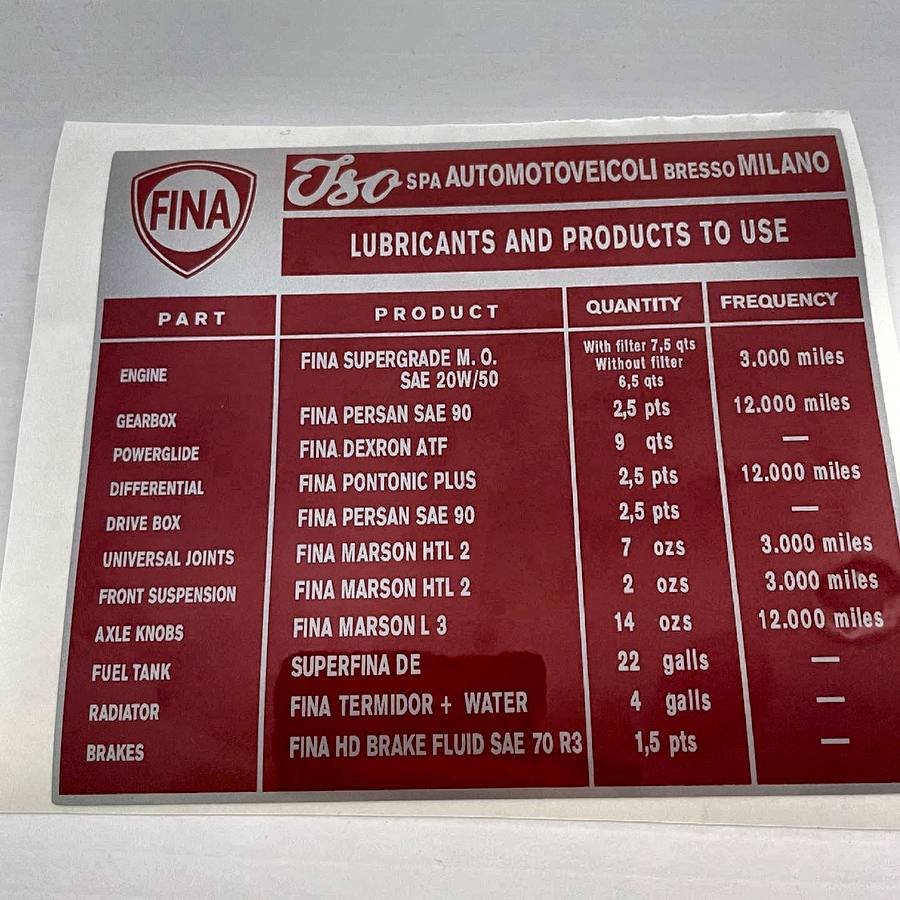 FINA
Iso SPA AUTOMOTOVEICOLI BRESSO MILANO
LUBRICANTS AND PRODUCTS TO USE
PART PRODUCT QUANTITY FREQUENCY
ENGINE FINA SUPERGRADE M. O. SAE 20W/50 With filter 7,5 qts Without filter 6,5 qts 3.000 miles
GEARBOX FINA PERSAN SAE 90 2,5 pts 12.000 miles
POWERGLIDE FINA DEXRON ATF 9 qts —
DIFFERENTIAL FINA PONTONIC PLUS 2,5 pts 12.000 miles
DRIVE BOX FINA PERSAN SAE 90 2,5 pts —
UNIVERSAL JOINTS FINA MARSON HTL 2 7 ozs 3.000 miles
FRONT SUSPENSION FINA MARSON HTL 2 2 ozs 3.000 miles
AXLE KNOBS FINA MARSON L 3 14 ozs 12.000 miles
FUEL TANK SUPERFINA DE 22 galls —
RADIATOR FINA TERMIDOR + WATER 4 galls —
BRAKES FINA HD BRAKE FLUID SAE 70 R3 1,5 pts —